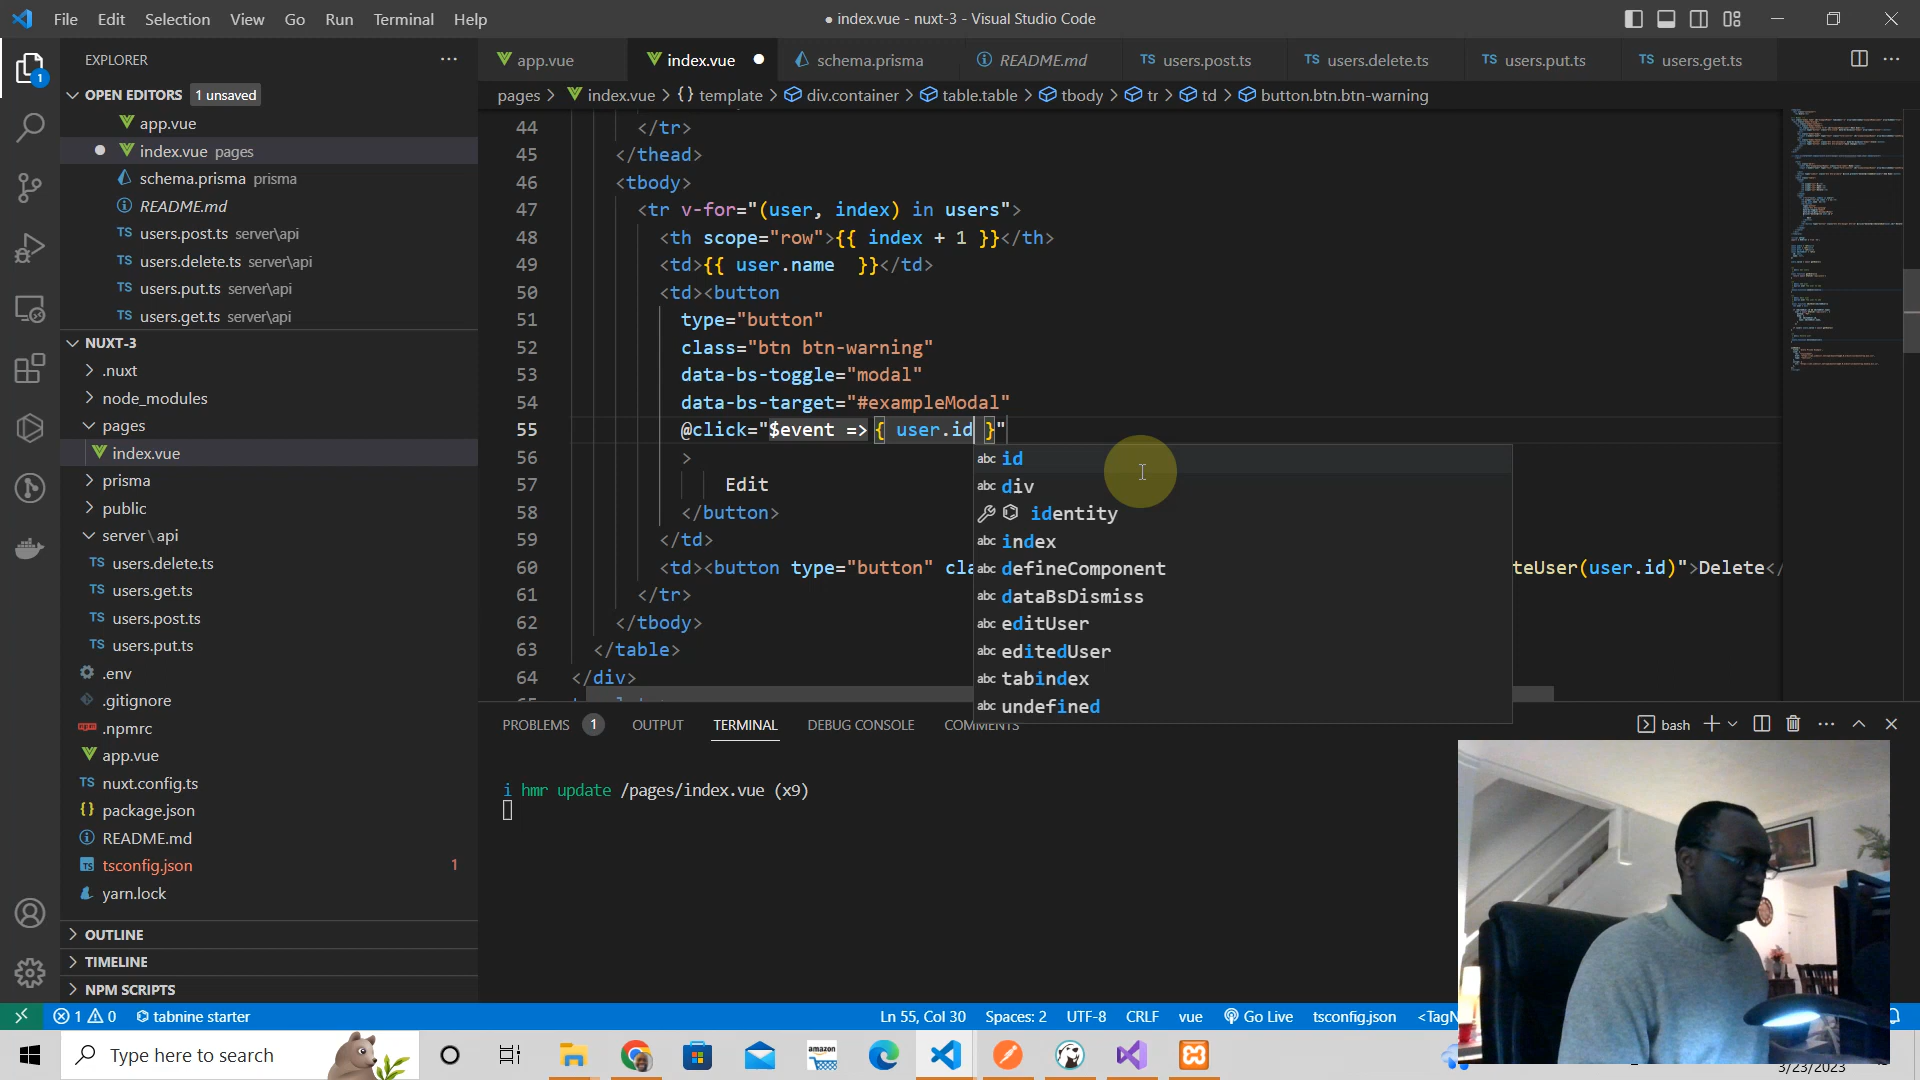 File Edit Selection View Go Run Terminal Help
● index.vue - nuxt-3 - Visual Studio Code
EXPLORER
app.vue index.vue schema.prisma README.md users.post.ts users.delete.ts users.put.ts users.get.ts
pages > index.vue > {} template > div.container > table.table > tbody > tr > td > button.btn.btn-warning
OPEN EDITORS 1 unsaved
app.vue
index.vue pages
schema.prisma prisma
README.md
users.post.ts server\api
users.delete.ts server\api
users.put.ts server\api
users.get.ts server\api
NUXT-3
.nuxt
node_modules
pages
index.vue
prisma
public
server\api
users.delete.ts
users.get.ts
users.post.ts
users.put.ts
.env
.gitignore
.npmrc
app.vue
nuxt.config.ts
package.json
README.md
tsconfig.json 1
yarn.lock
OUTLINE
TIMELINE
NPM SCRIPTS
44 </tr>
45 </thead>
46 <tbody>
47 <tr v-for="(user, index) in users">
48 <th scope="row">{{ index + 1 }}</th>
49 <td>{{ user.name }}</td>
50 <td><button
51 type="button"
52 class="btn btn-warning"
53 data-bs-toggle="modal"
54 data-bs-target="#exampleModal"
55 @click="$event => { user.id }"
56 >
57 Edit
58 </button>
59 </td>
60 <td><button type="button" cla teUser(user.id)">Delete</
61 </tr>
62 </tbody>
63 </table>
64 </div>
abc id
abc div
identity
abc index
abc defineComponent
abc dataBsDismiss
abc editUser
abc editedUser
abc tabindex
abc undefined
PROBLEMS 1 OUTPUT TERMINAL DEBUG CONSOLE COMMENTS
bash
i hmr update /pages/index.vue (x9)
1 0 tabnine starter
Ln 55, Col 30 Spaces: 2 UTF-8 CRLF vue Go Live tsconfig.json <TagN
Type here to search
amazon
3/23/2023